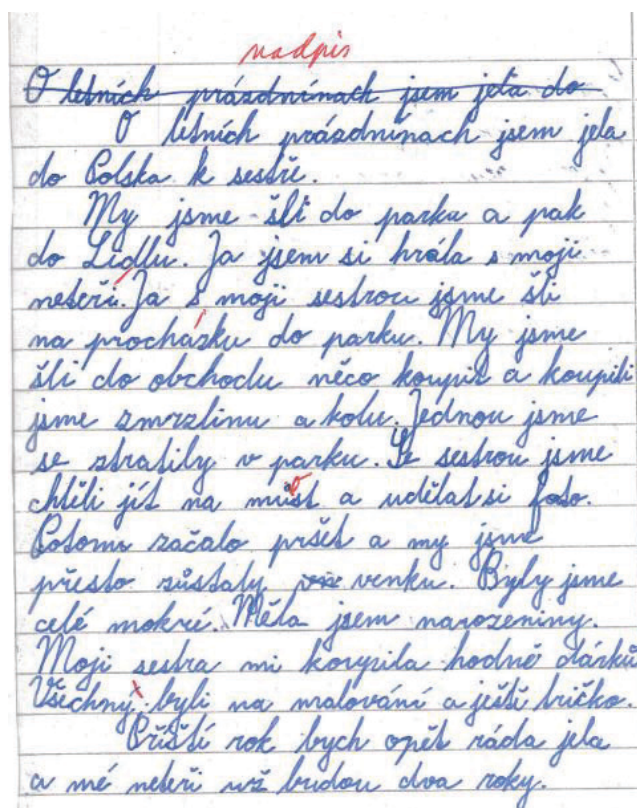 nadpis
O letních prázdninach jsem jeta do
O letních prázdninach jsem jela
do Polska k sestře.
My jsme šli do parku a pak
do Lidlu. Ja jsem si hrála s moji
neteří. Ja s moji sestrou jsme šli
na procházku do parku. My jsme
šli do obchodu něco koupit a koupili
jsme zmrzlinu a kolu. Jednou jsme
se ztratily v parku. Se sestrou jsme
chtěli jít na most a udělat si foto.
Potom začalo pršet a my jsme
přesto zůstaly venku. Byly jsme
celé mokré. Měla jsem narozeniny.
Moji sestra mi koupila hodně dárků
Všechny byli na malování a ješti tričko.
Příští rok bych opět ráda jela
a mé neteři už budou dva roky.